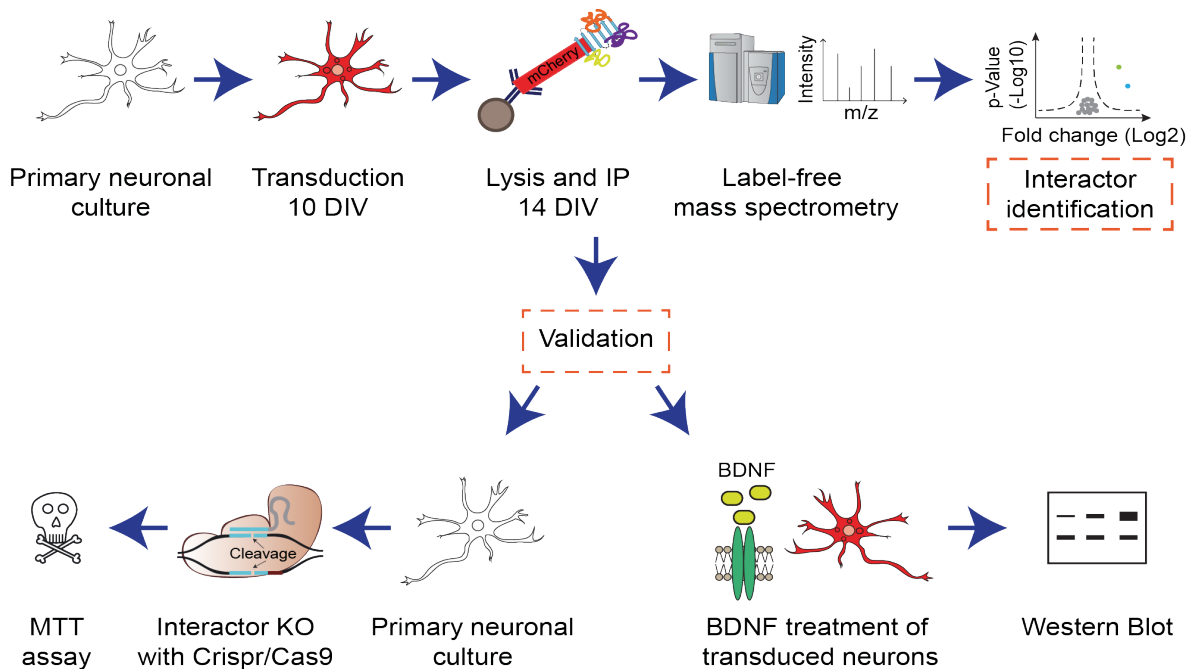 mCherry
Intensity
m/z
p-Value
(-Log10)
Fold change (Log2)
Primary neuronal
culture
Transduction
10 DIV
Lysis and IP
14 DIV
Label-free
mass spectrometry
Interactor
identification
Validation
BDNF
Cleavage
MTT
assay
Interactor KO
with Crispr/Cas9
Primary neuronal
culture
BDNF treatment of
transduced neurons
Western Blot